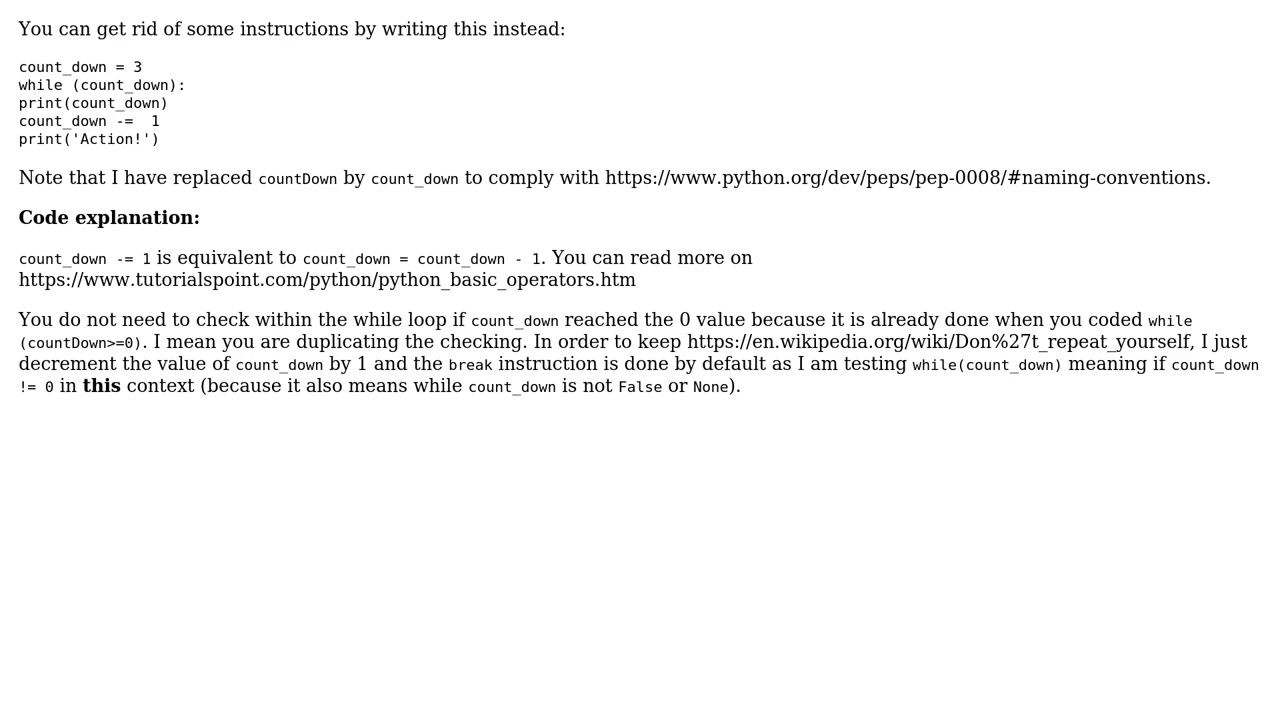 You can get rid of some instructions by writing this instead:
count_down = 3
while (count_down):
print(count_down)
count_down -=  1
print('Action!')
Note that I have replaced countDown by count_down to comply with https://www.python.org/dev/peps/pep-0008/#naming-conventions.
Code explanation:
count_down -= 1 is equivalent to count_down = count_down - 1. You can read more on
https://www.tutorialspoint.com/python/python_basic_operators.htm
You do not need to check within the while loop if count_down reached the 0 value because it is already done when you coded while
(countDown>=0). I mean you are duplicating the checking. In order to keep https://en.wikipedia.org/wiki/Don%27t_repeat_yourself, I just
decrement the value of count_down by 1 and the break instruction is done by default as I am testing while(count_down) meaning if count_down
!= 0 in this context (because it also means while count_down is not False or None).